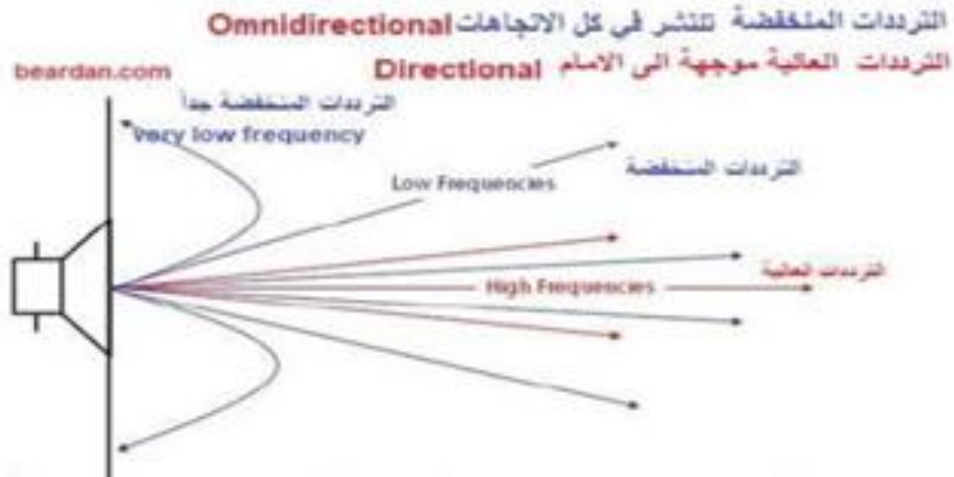 الترددات المنخفضة تنتشر في كل الاتجاهات Omnidirectional
الترددات العالية موجهة الى الامام Directional
beardan.com
الترددات المنخفضة جدا
Very low frequency
Low Frequencies
الترددات المنخفضة
High Frequencies
الترددات العالية